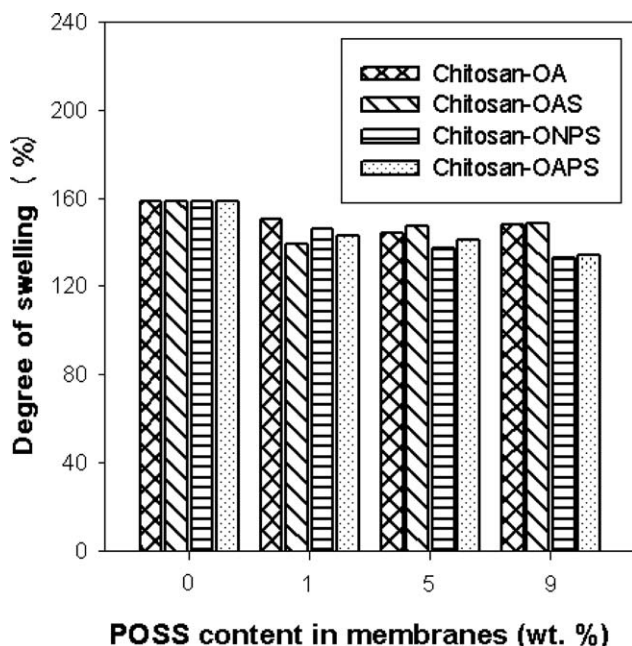 240
200
160
120
80
40
0
Degree of swelling ( %)
Chitosan-OA
Chitosan-OAS
Chitosan-ONPS
Chitosan-OAPS
0 1 5 9
POSS content in membranes (wt. %)